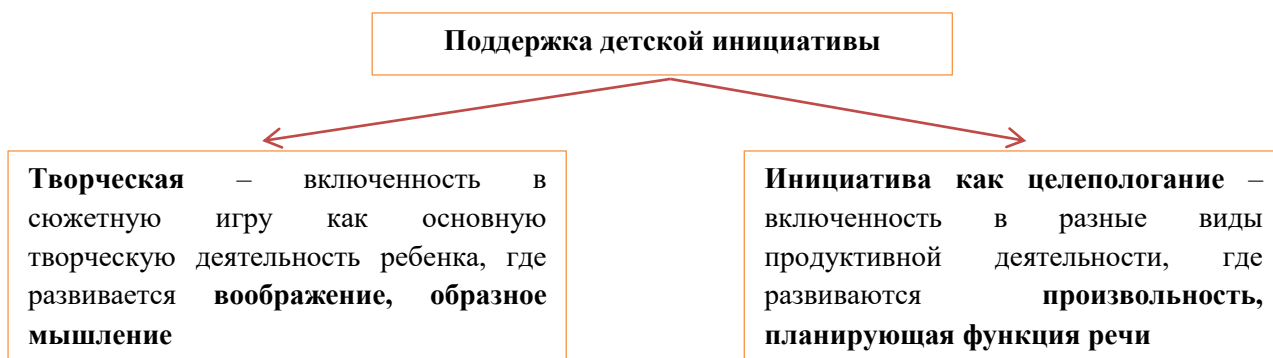 Поддержка детской инициативы
Творческая – включенность в
сюжетную игру как основную
творческую деятельность ребенка, где
развивается воображение, образное
мышление
Инициатива как целепологание –
включенность в разные виды
продуктивной деятельности, где
развиваются произвольность,
планирующая функция речи